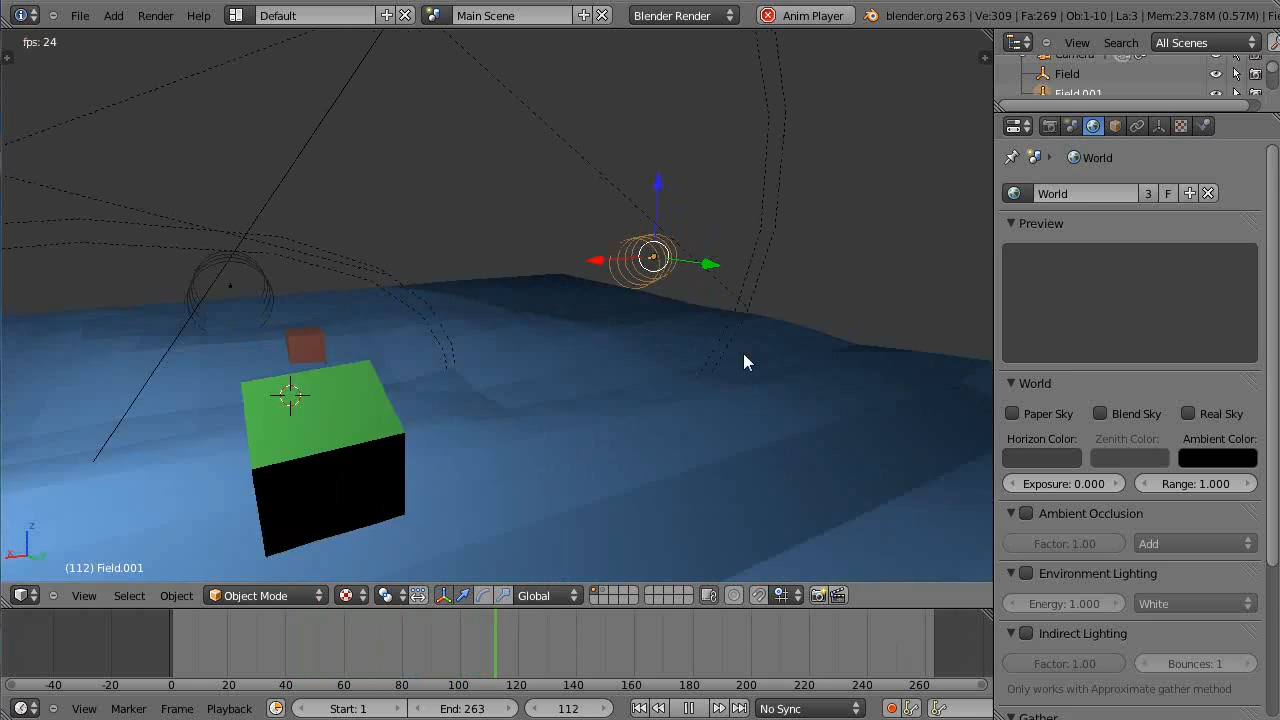 File Add Render Help Default Main Scene Blender Render Anim Player blender.org 263 | Ve:309 | Fa:269 | Ob:1-10 | La:3 | Mem:23.78M (0.57M) |
fps: 24
View Search All Scenes
Camera
Field
Field.001
World
World 3 F
Preview
World
Paper Sky Blend Sky Real Sky
Horizon Color: Zenith Color: Ambient Color:
Exposure: 0.000 Range: 1.000
Ambient Occlusion
Factor: 1.00 Add
Environment Lighting
Energy: 1.000 White
Indirect Lighting
Factor: 1.00 Bounces: 1
Only works with Approximate gather method
Gather
z
x y
(112) Field.001
View Select Object Object Mode Global
-40 -20 0 20 40 60 80 100 120 140 160 180 200 220 240 260
View Marker Frame Playback Start: 1 End: 263 112 No Sync